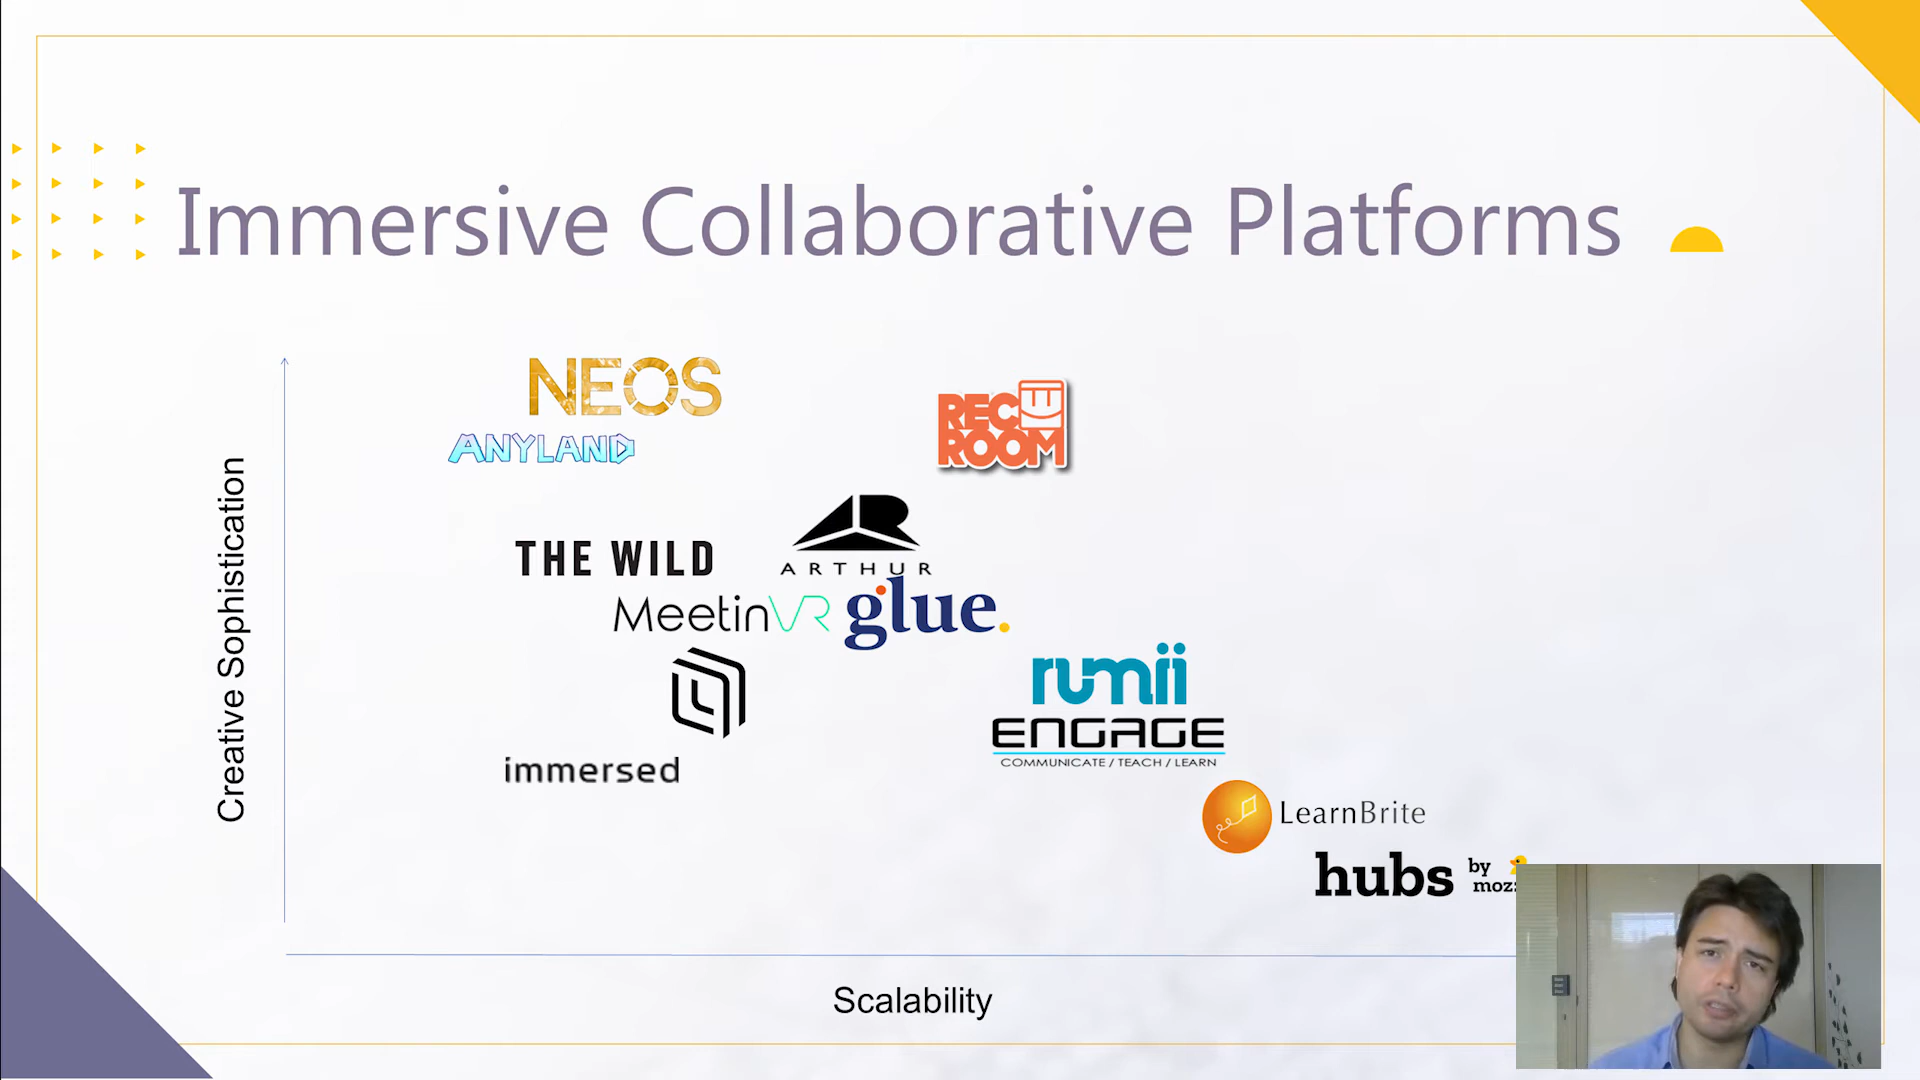 Immersive Collaborative Platforms
Creative Sophistication
NEOS
ANYLAND
REC
ROOM
ARTHUR
THE WILD
MeetinVR
glue.
rumii
ENGAGE
COMMUNICATE / TEACH / LEARN
immersed
LearnBrite
hubs by
moz
Scalability